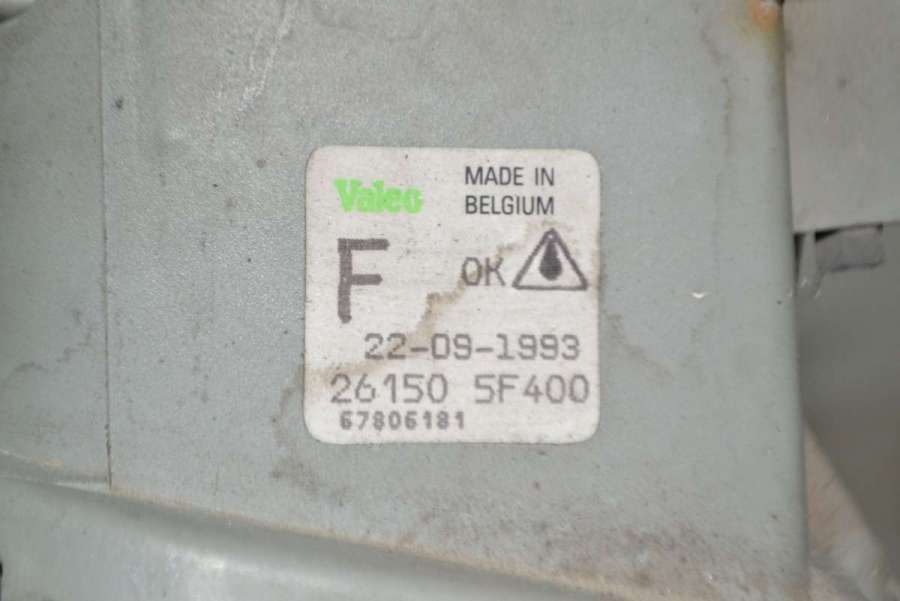 Valeo
MADE IN
BELGIUM
F
OK
22-09-1993
26150 5F400
67806181